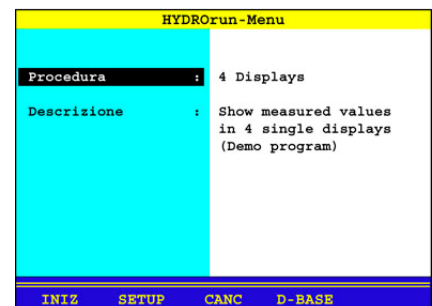 HYDROrun-Menu
Procedura : 4 Displays
Descrizione : Show measured values
in 4 single displays
(Demo program)
INIZ SETUP CANC D-BASE